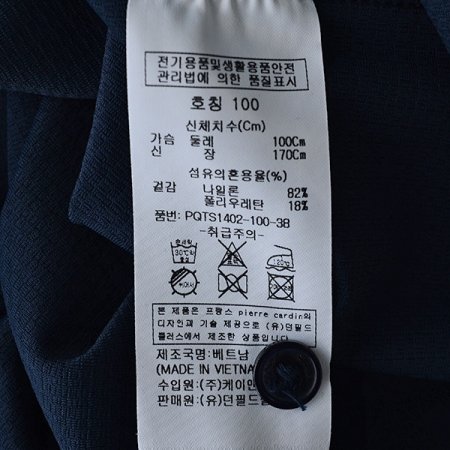 전기용품및생활용품안전
관리법에 의한 품질표시
호칭 100
신체치수(Cm)
가슴 둘레 100Cm
신 장 170Cm
섬유의혼용율(%)
겉감 나일론 82%
폴리우레탄 18%
품번: PQTS1402-100-38
-취급주의-
30℃
본 제품은 프랑스 pierre cardin의
디자인과 기술 제공으로 (유)던필드
플러스에서 제조한 상품입니다.
제조국명:베트남
(MADE IN VIETNA
수입원: (주)케이만
판매원: (유)던필드